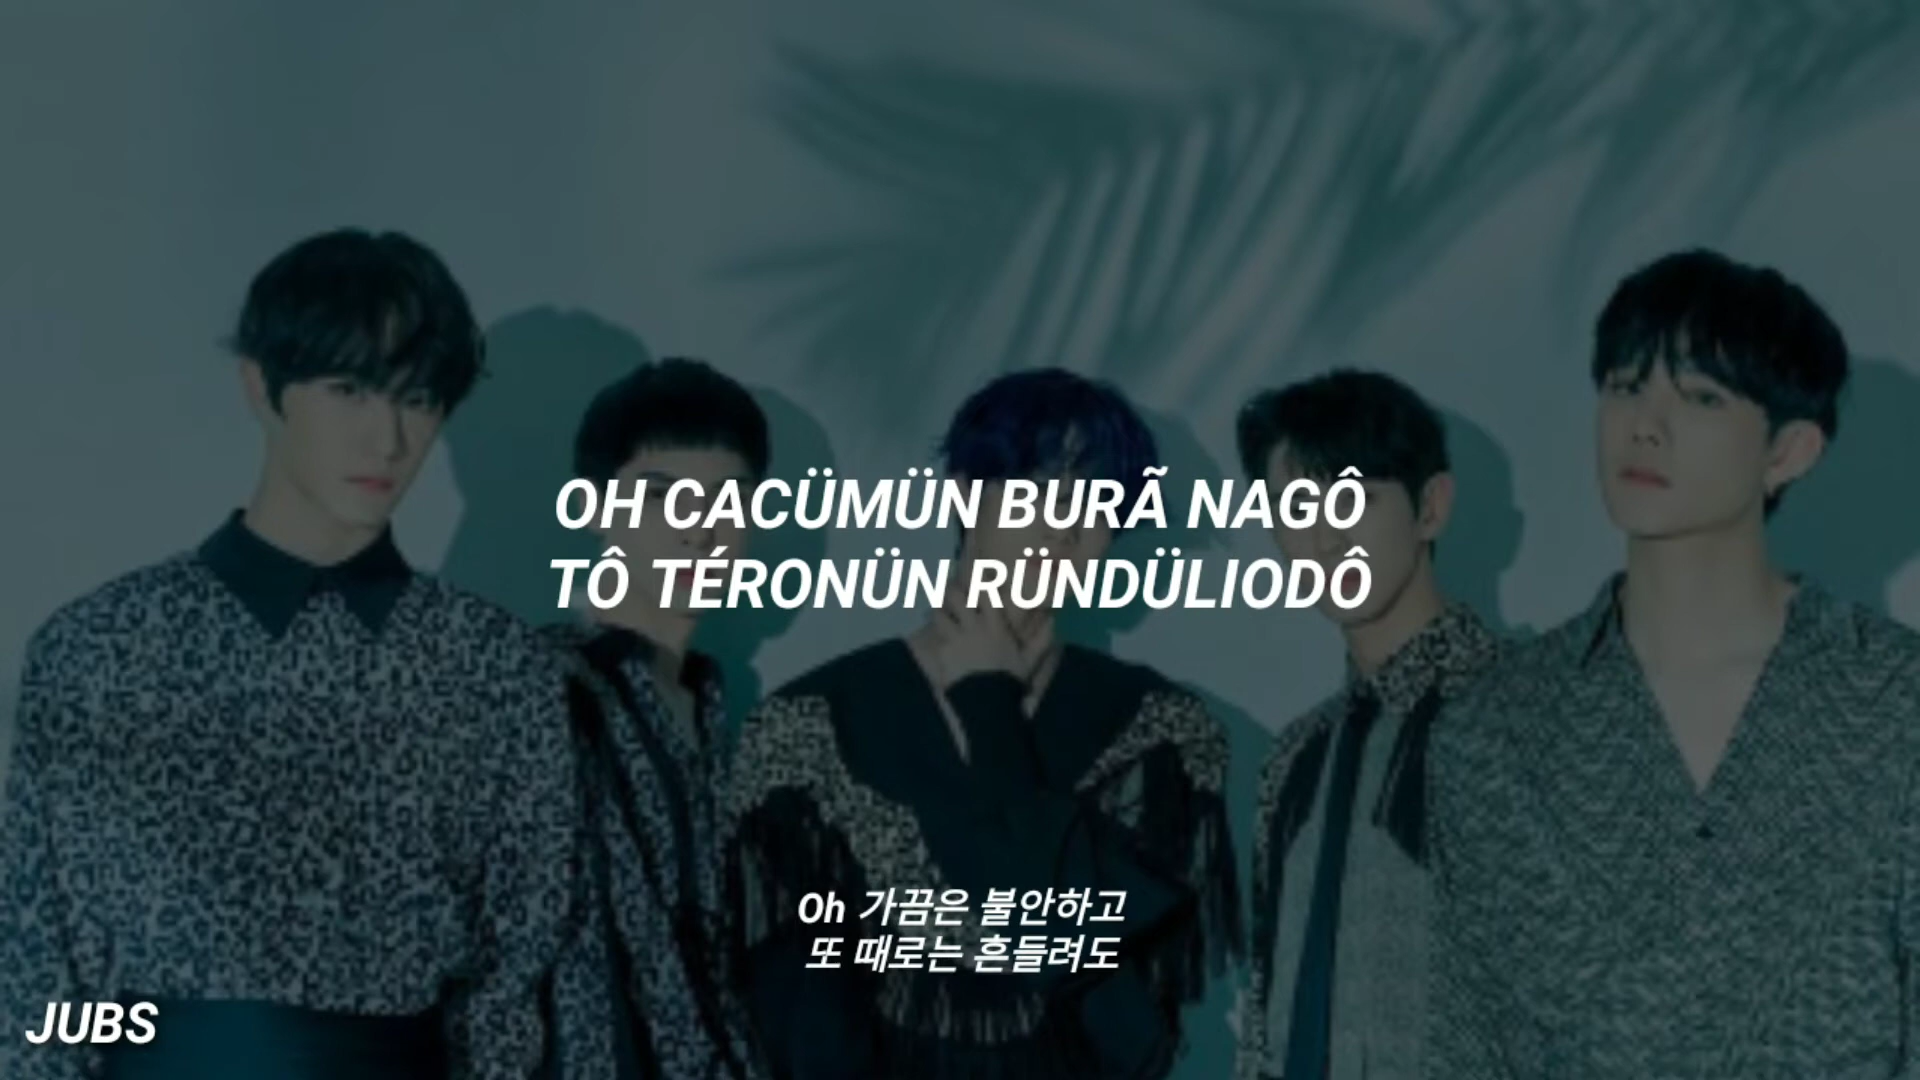 OH CACÜMÜN BURÃ NAGÔ
TÔ TÉRONÜN RÜNDÜLIODÔ
Oh 가끔은 불안하고
또 때로는 흔들려도
JUBS